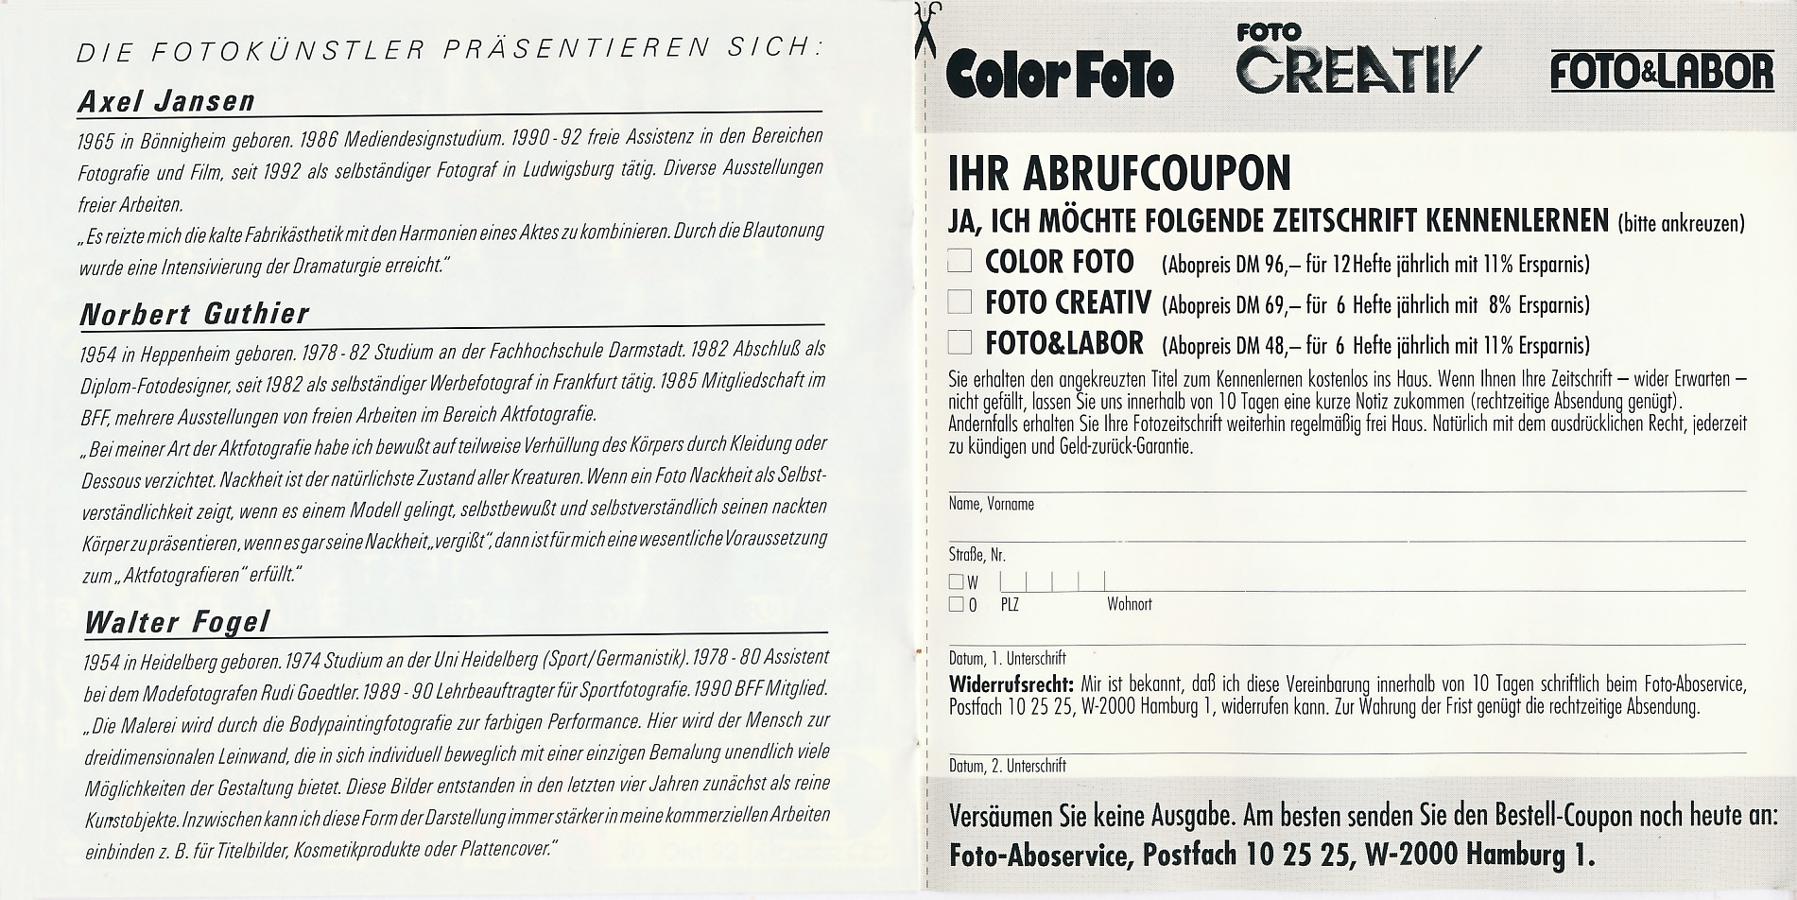 DIE FOTOKÜNSTLER PRÄSENTIEREN SICH:
Axel Jansen
1965 in Bönnigheim geboren. 1986 Mediendesignstudium. 1990-92 freie Assistenz in den Bereichen
Fotografie und Film, seit 1992 als selbständiger Fotograf in Ludwigsburg tätig. Diverse Ausstellungen
freier Arbeiten.
„Es reizte mich die kalte Fabrikästhetik mit den Harmonien eines Aktes zu kombinieren. Durch die Blautonung
wurde eine Intensivierung der Dramaturgie erreicht.“
Norbert Guthier
1954 in Heppenheim geboren. 1978-82 Studium an der Fachhochschule Darmstadt. 1982 Abschluß als
Diplom-Fotodesigner, seit 1982 als selbständiger Werbefotograf in Frankfurt tätig. 1985 Mitgliedschaft im
BFF, mehrere Ausstellungen von freien Arbeiten im Bereich Aktfotografie.
„Bei meiner Art der Aktfotografie habe ich bewußt auf teilweise Verhüllung des Körpers durch Kleidung oder
Dessous verzichtet. Nacktheit ist der natürlichste Zustand aller Kreaturen. Wenn ein Foto Nackheit als Selbst-
verständlichkeit zeigt, wenn es einem Modell gelingt, selbstbewußt und selbstverständlich seinen nackten
Körper zu präsentieren, wenn es gar seine Nackheit „vergißt“, dann ist für mich eine wesentliche Voraussetzung
zum „Aktfotografieren“ erfüllt.“
Walter Fogel
1954 in Heidelberg geboren. 1974 Studium an der Uni Heidelberg (Sport/Germanistik). 1978-80 Assistent
bei dem Modefotografen Rudi Goedtler. 1989-90 Lehrbeauftragter für Sportfotografie. 1990 BFF Mitglied.
„Die Malerei wird durch die Bodypaintingfotografie zur farbigen Performance. Hier wird der Mensch zur
dreidimensionalen Leinwand, die in sich individuell beweglich mit einer einzigen Bemalung unendlich viele
Möglichkeiten der Gestaltung bietet. Diese Bilder entstanden in den letzten vier Jahren zunächst als reine
Kunstobjekte. Inzwischen kann ich diese Form der Darstellung immer stärker in meine kommerziellen Arbeiten
einbinden z. B. für Titelbilder, Kosmetikprodukte oder Plattencover.“
Color FoTo
FOTO
CREATIV
FOTO&LABOR
IHR ABRUFCOUPON
JA, ICH MÖCHTE FOLGENDE ZEITSCHRIFT KENNENLERNEN (bitte ankreuzen)
COLOR FOTO (Abopreis DM 96,– für 12 Hefte jährlich mit 11% Ersparnis)
FOTO CREATIV (Abopreis DM 69,– für 6 Hefte jährlich mit 8% Ersparnis)
FOTO&LABOR (Abopreis DM 48,– für 6 Hefte jährlich mit 11% Ersparnis)
Sie erhalten den angekreuzten Titel zum Kennenlernen kostenlos ins Haus. Wenn Ihnen Ihre Zeitschrift – wider Erwarten –
nicht gefällt, lassen Sie uns innerhalb von 10 Tagen eine kurze Notiz zukommen (rechtzeitige Absendung genügt).
Andernfalls erhalten Sie Ihre Fotozeitschrift weiterhin regelmäßig frei Haus. Natürlich mit dem ausdrücklichen Recht, jederzeit
zu kündigen und Geld-zurück-Garantie.
Name, Vorname
Straße, Nr.
W
O PLZ Wohnort
Datum, 1. Unterschrift
Widerrufsrecht: Mir ist bekannt, daß ich diese Vereinbarung innerhalb von 10 Tagen schriftlich beim Foto-Aboservice,
Postfach 10 25 25, W-2000 Hamburg 1, widerrufen kann. Zur Wahrung der Frist genügt die rechtzeitige Absendung.
Datum, 2. Unterschrift
Versäumen Sie keine Ausgabe. Am besten senden Sie den Bestell-Coupon noch heute an:
Foto-Aboservice, Postfach 10 25 25, W-2000 Hamburg 1.